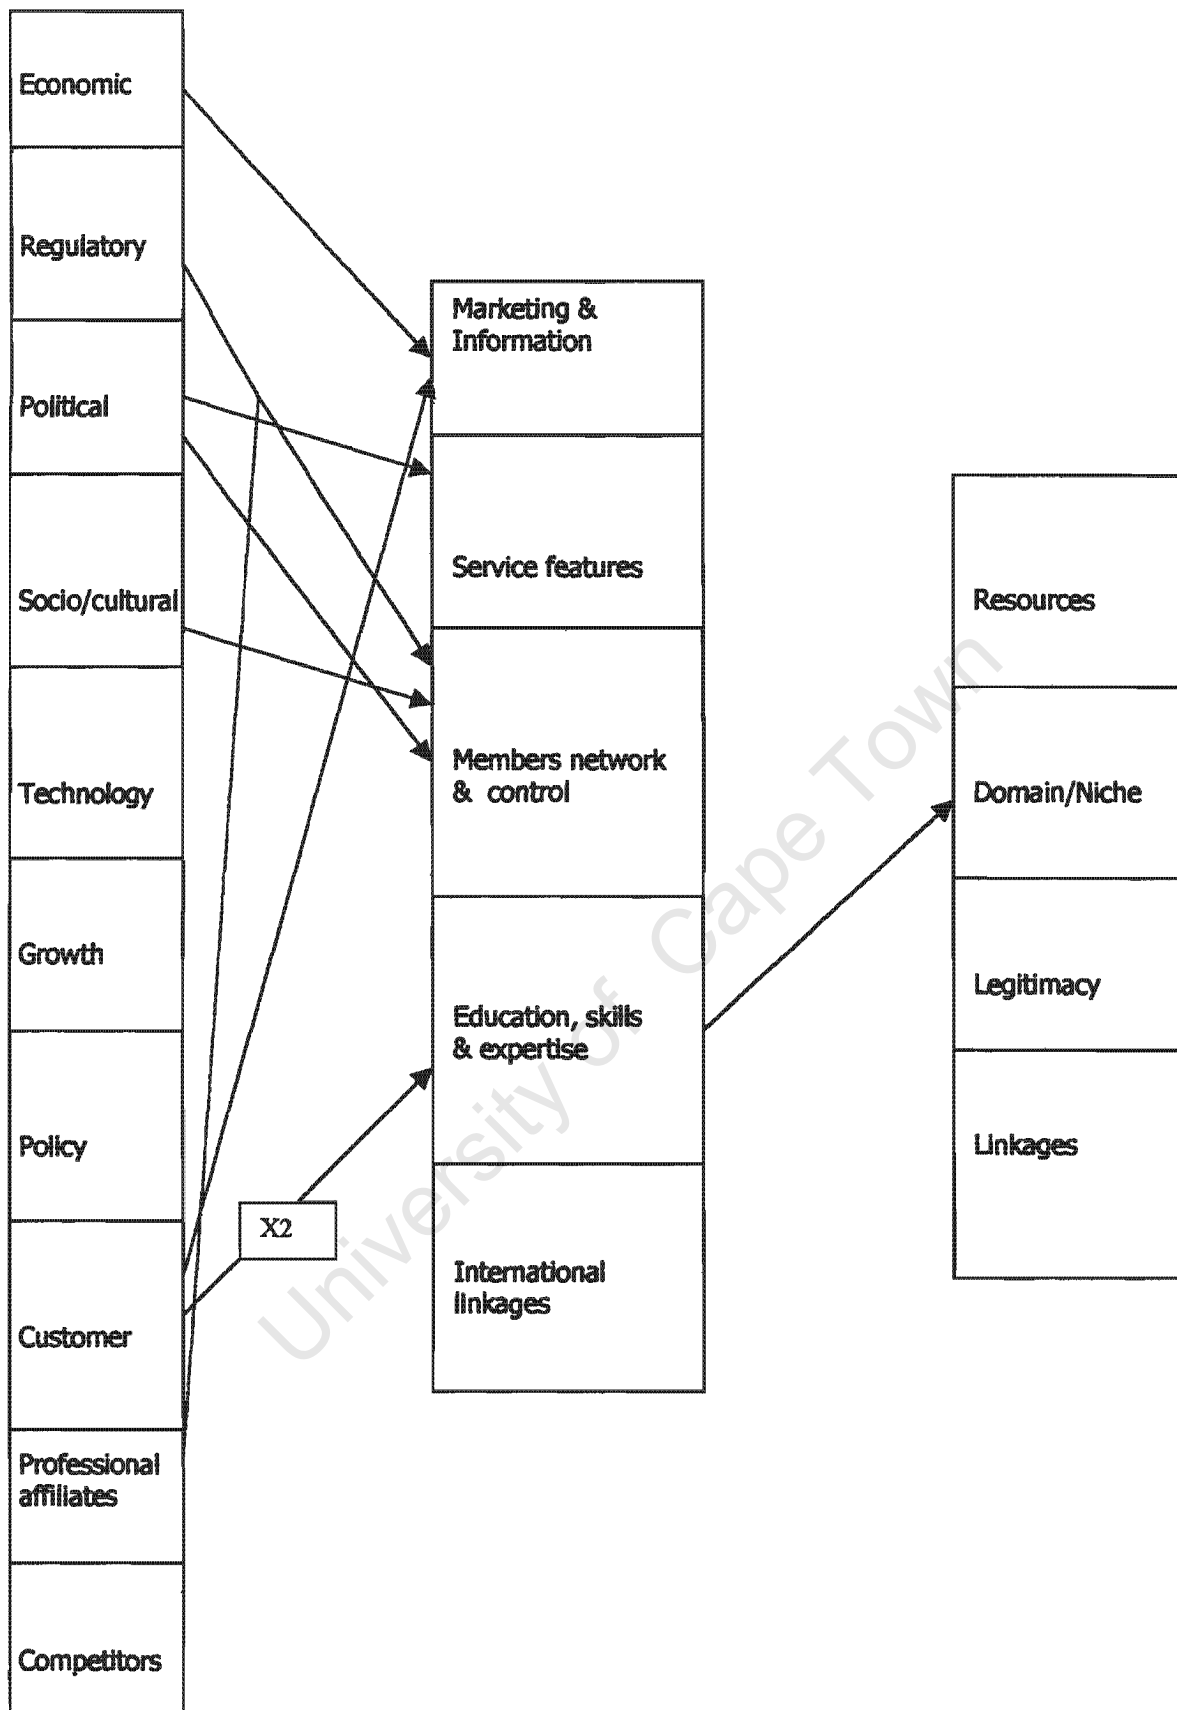 Economic
Regulatory
Political
Socio/cultural
Technology
Growth
Policy
Customer
Professional
affiliates
Competitors
X2
Marketing &
Information
Service features
Members network
& control
Education, skills
& expertise
International
linkages
Resources
Domain/Niche
Legitimacy
Linkages
University of Cape Town